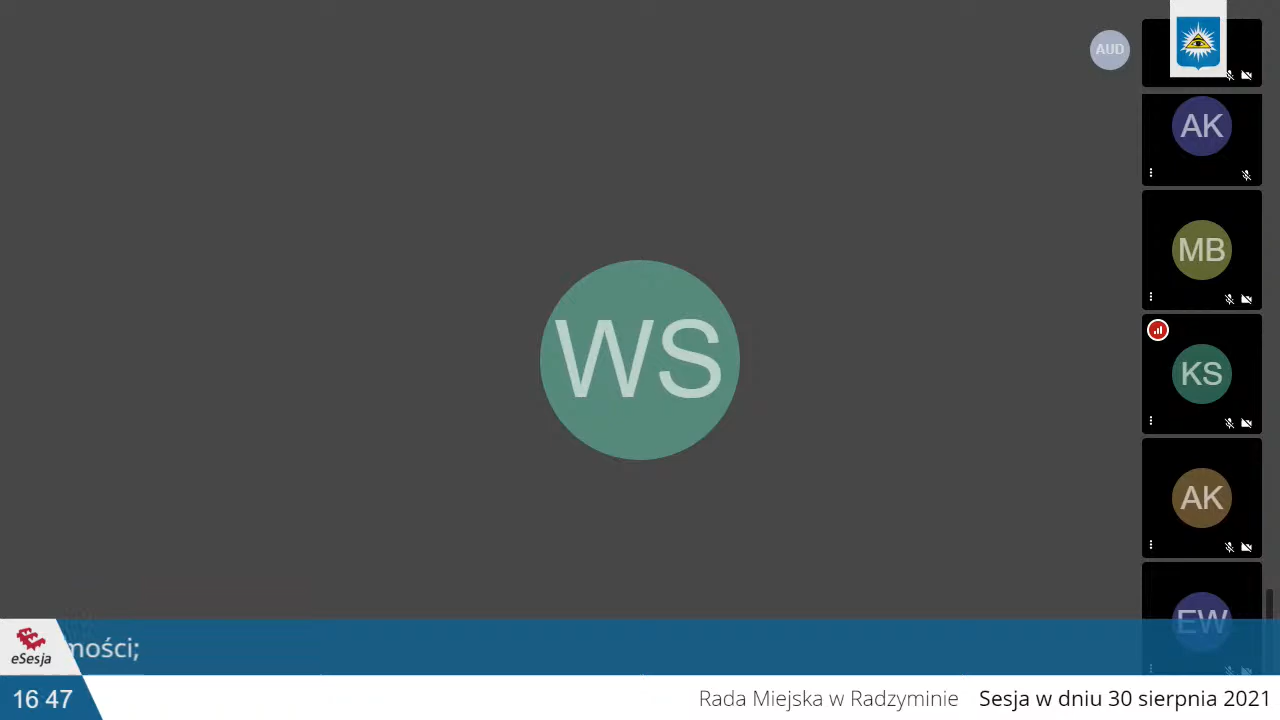 AUD
AK
MB
KS
WS
AK
EW
mości;
eSesja
16 47
Rada Miejska w Radzyminie Sesja w dniu 30 sierpnia 2021